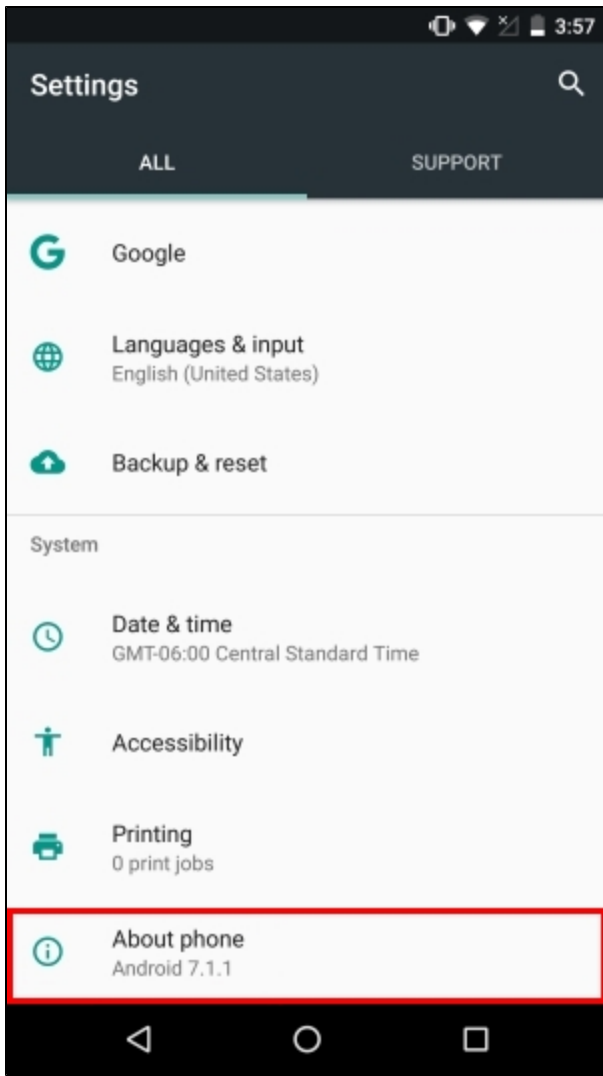 3:57
Settings
ALL
SUPPORT
Google
Languages & input
English (United States)
Backup & reset
System
Date & time
GMT-06:00 Central Standard Time
Accessibility
Printing
0 print jobs
About phone
Android 7.1.1